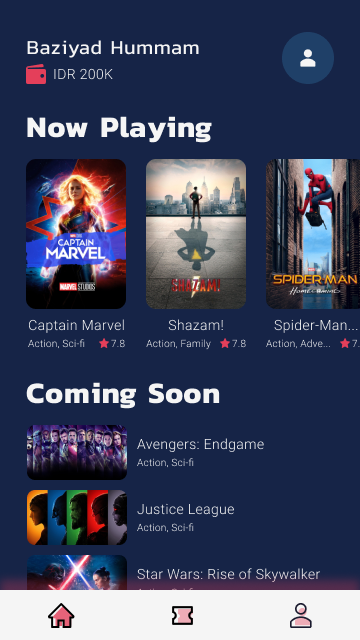 Baziyad Hummam
IDR 200K
Now Playing
CAPTAIN
MARVEL
MARVEL STUDIOS
SHAZAM!
SPIDER-MAN
Homecoming
Captain Marvel
Shazam!
Spider-Man...
Action, Sci-fi
7.8
Action, Family
7.8
Action, Adve...
7.
Coming Soon
Avengers: Endgame
Action, Sci-fi
Justice League
Action, Sci-fi
Star Wars: Rise of Skywalker